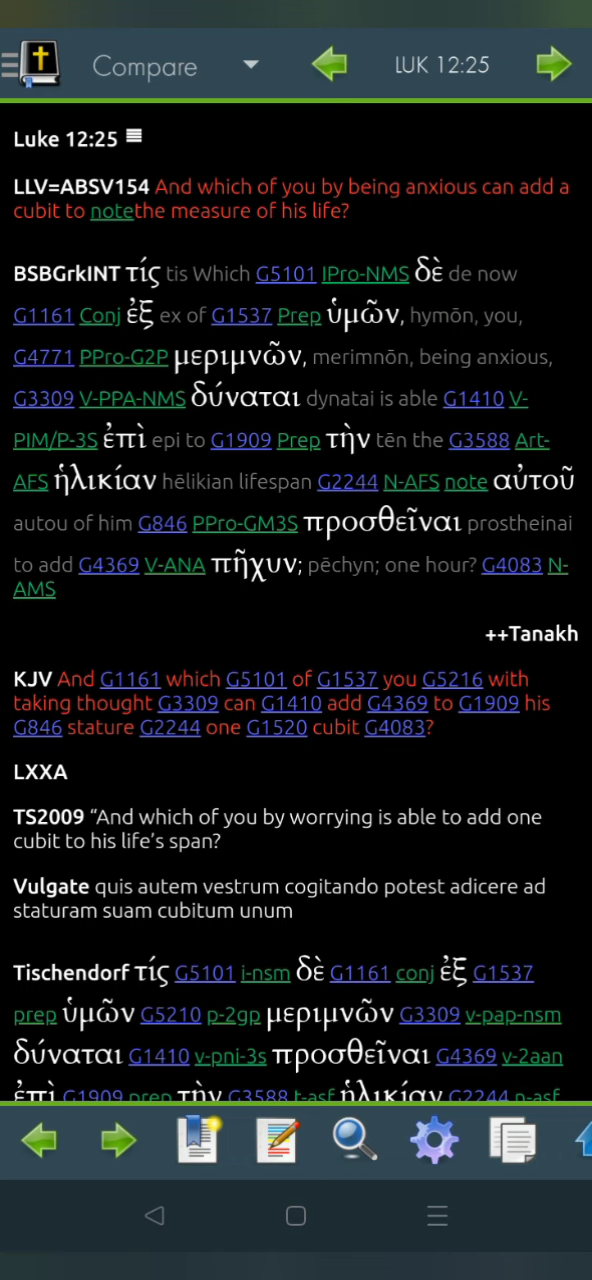 Compare
LUK 12:25
Luke 12:25
LLV=ABSV154 And which of you by being anxious can add a
cubit to notethe measure of his life?
BSBGrkINT τίς tis Which G5101 IPro-NMS δὲ de now
G1161 Conj ἐξ ex of G1537 Prep ὑμῶν, hymōn, you,
G4771 PPro-G2P μεριμνῶν, merimnōn, being anxious,
G3309 V-PPA-NMS δύναται dynatai is able G1410 V-
PIM/P-3S ἐπὶ epi to G1909 Prep τὴν tēn the G3588 Art-
AFS ἡλικίαν hēlikian lifespan G2244 N-AFS note αὐτοῦ
autou of him G846 PPro-GM3S προσθεῖναι prostheinai
to add G4369 V-ANA πῆχυν; pēchyn; one hour? G4083 N-
AMS
++Tanakh
KJV And G1161 which G5101 of G1537 you G5216 with
taking thought G3309 can G1410 add G4369 to G1909 his
G846 stature G2244 one G1520 cubit G4083?
LXXA
TS2009 “And which of you by worrying is able to add one
cubit to his life’s span?
Vulgate quis autem vestrum cogitando potest adicere ad
staturam suam cubitum unum
Tischendorf τίς G5101 i-nsm δὲ G1161 conj ἐξ G1537
prep ὑμῶν G5210 p-2gp μεριμνῶν G3309 v-pap-nsm
δύναται G1410 v-pni-3s προσθεῖναι G4369 v-2aan
ἐπὶ G1909 prep τὴν G3588 t-asf ἡλικίαν G2244 n-asf